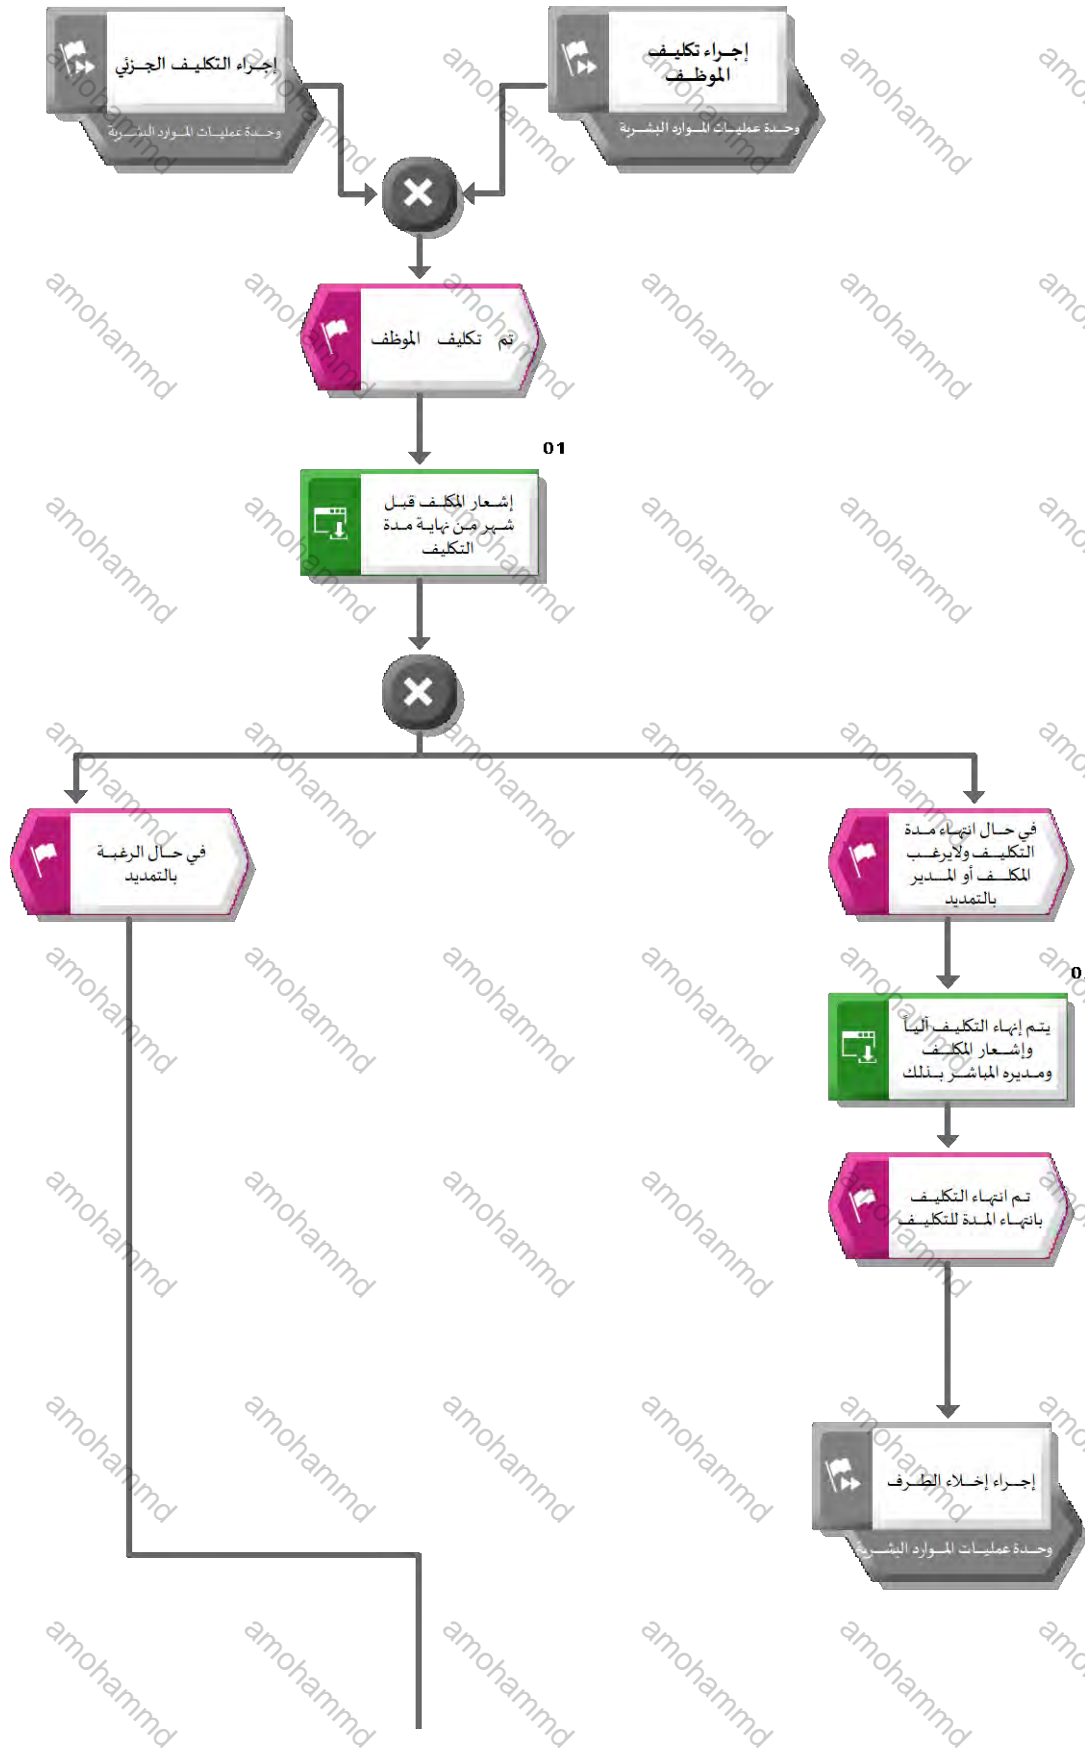 إجراء تكليف
الموظف
وحدة عمليات الموارد البشرية
إجراء التكليف الجزئي
وحدة عمليات الموارد البشرية
تم تكليف الموظف
01
إشعار المكلف قبل
شهر من نهاية مدة
التكليف
في حال انتهاء مدة
التكليف ولايرغب
المكلف أو المدير
بالتمديد
في حال الرغبة
بالتمديد
يتم إنهاء التكليف آلياً
وإشعار المكلف
ومديره المباشر بذلك
تم انتهاء التكليف
بانتهاء المدة للتكليف
إجراء إخلاء الطرف
وحدة عمليات الموارد البشرية
amohammd